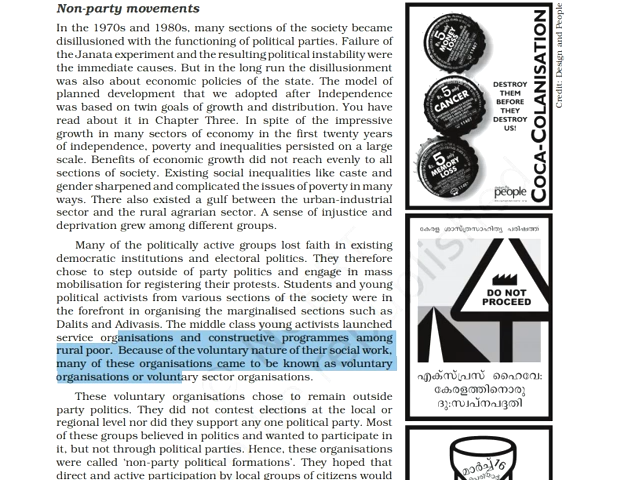 Non-party movements
In the 1970s and 1980s, many sections of the society became
disillusioned with the functioning of political parties. Failure of
the Janata experiment and the resulting political instability were
the immediate causes. But in the long run the disillusionment
was also about economic policies of the state. The model of
planned development that we adopted after Independence
was based on twin goals of growth and distribution. You have
read about it in Chapter Three. In spite of the impressive
growth in many sectors of economy in the first twenty years
of independence, poverty and inequalities persisted on a large
scale. Benefits of economic growth did not reach evenly to all
sections of society. Existing social inequalities like caste and
gender sharpened and complicated the issues of poverty in many
ways. There also existed a gulf between the urban-industrial
sector and the rural agrarian sector. A sense of injustice and
deprivation grew among different groups.
Many of the politically active groups lost faith in existing
democratic institutions and electoral politics. They therefore
chose to step outside of party politics and engage in mass
mobilisation for registering their protests. Students and young
political activists from various sections of the society were in
the forefront in organising the marginalised sections such as
Dalits and Adivasis. The middle class young activists launched
service organisations and constructive programmes among
rural poor. Because of the voluntary nature of their social work,
many of these organisations came to be known as voluntary
organisations or voluntary sector organisations.
These voluntary organisations chose to remain outside
party politics. They did not contest elections at the local or
regional level nor did they support any one political party. Most
of these groups believed in politics and wanted to participate in
it, but not through political parties. Hence, these organisations
were called ‘non-party political formations’. They hoped that
direct and active participation by local groups of citizens would
5
MONEY
LOSS
Rs. 5 only
CANCER
Rs. 5 only
MEMORY
LOSS
DESTROY
THEM
BEFORE
THEY
DESTROY
US!
people
COCA-COLANISATION
Credit: Design and People
കേരള ശാസ്ത്രസാഹിത്യ പരിഷത്ത്
DO NOT
PROCEED
എക്സ്പ്രസ് ഹൈവേ:
കേരളത്തിനൊരു
ദു:സ്വപ്നപദ്ധതി
മാർച്ച് 16